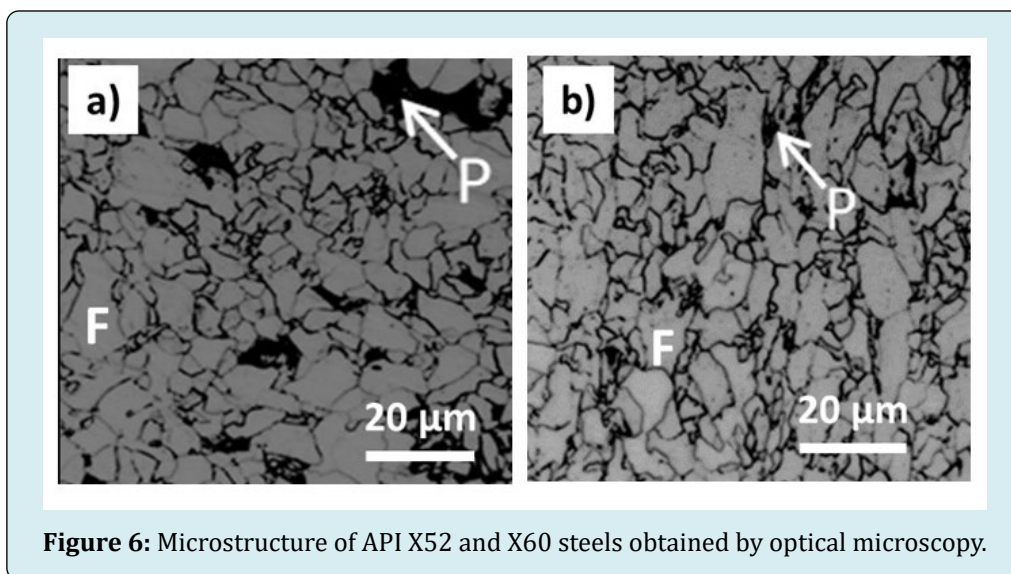 a)
P
F
20 µm
b)
P
F
20 µm
Figure 6: Microstructure of API X52 and X60 steels obtained by optical microscopy.